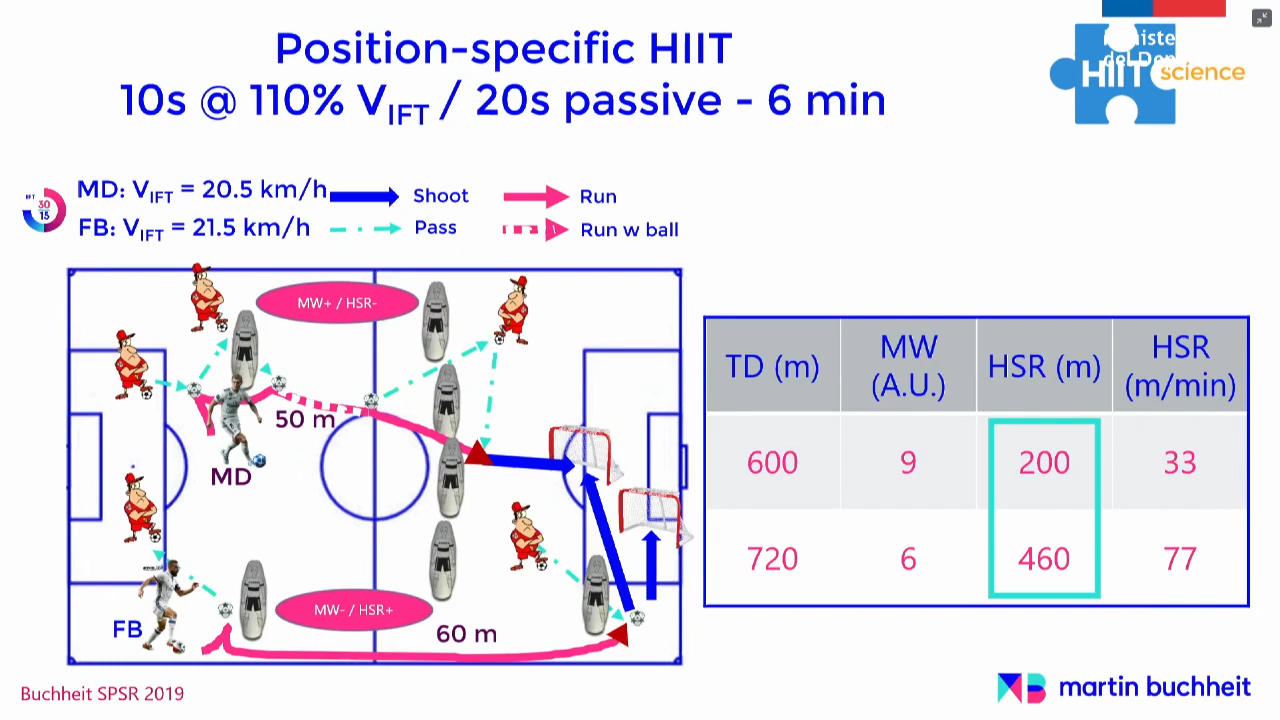 Position-specific HIIT
10s @ 110% VIFT / 20s passive - 6 min
HIIT science
MD: VIFT = 20.5 km/h
Shoot
Run
30
15
FB: VIFT = 21.5 km/h
Pass
Run w ball
MW+ / HSR-
50 m
MD
MW- / HSR+
FB
60 m
TD (m)
MW (A.U.)
HSR (m)
HSR (m/min)
600
9
200
33
720
6
460
77
Buchheit SPSR 2019
martin buchheit